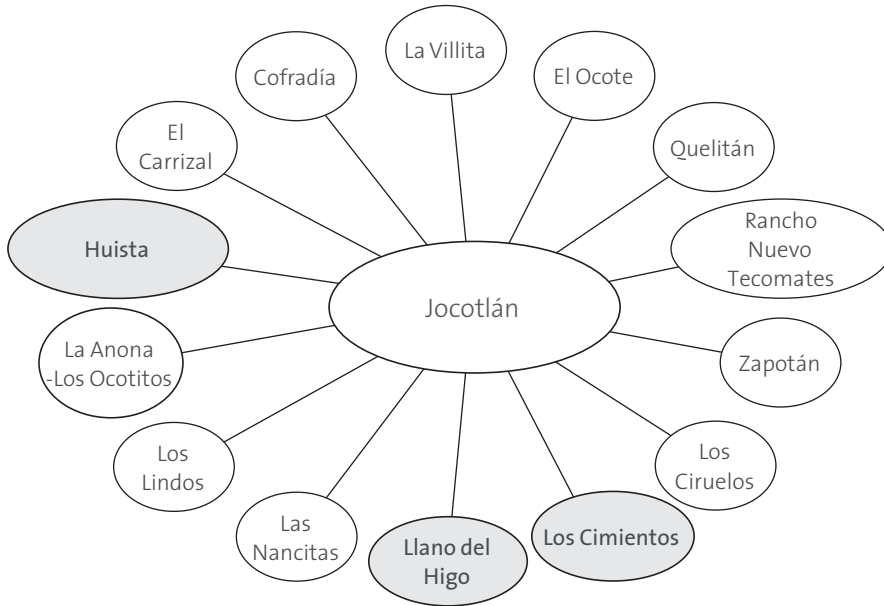 La Villita
El Ocote
Cofradía
Quelitán
El
Carrizal
Rancho
Nuevo
Tecomates
Huista
Jocotlán
La Anona
-Los Ocotitos
Zapotán
Los
Ciruelos
Los
Lindos
Los Cimientos
Las
Nancitas
Llano del
Higo